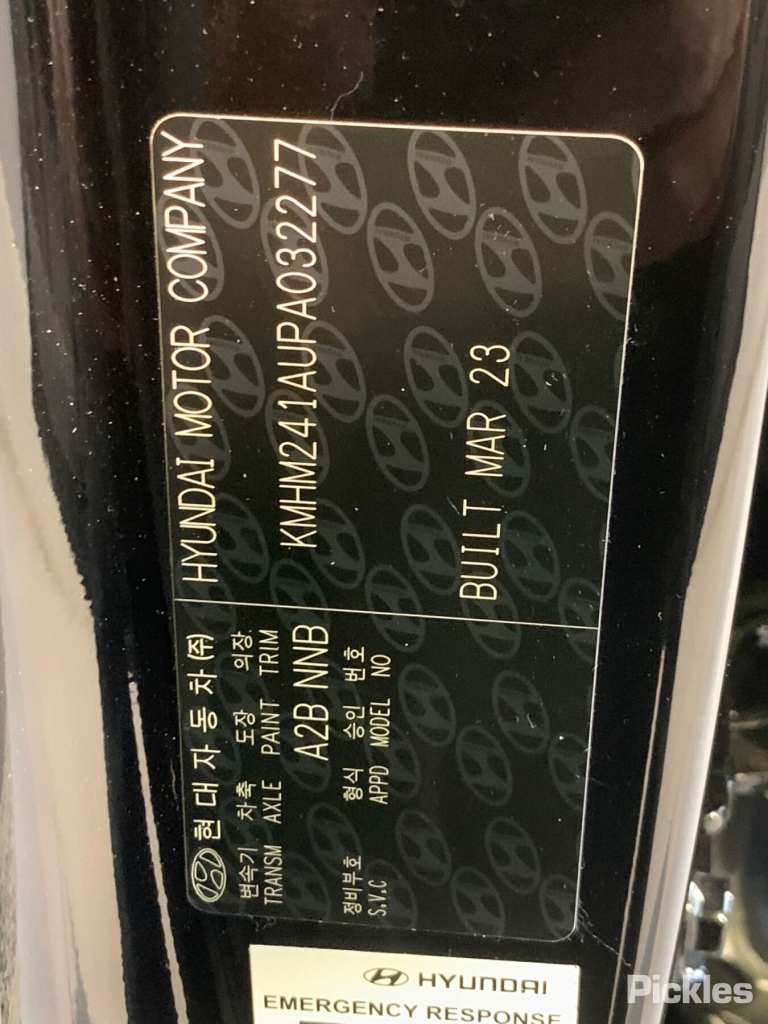 현대자동차(주) HYUNDAI MOTOR COMPANY
변속기 차축 도장 의장
TRANSM AXLE PAINT TRIM
KMHM241AUPA032277
A2B NNB
정비부호 형식 승인 번호
S.V.C APPD MODEL NO
BUILT MAR 23
HYUNDAI
EMERGENCY RESPONSE
Pickles